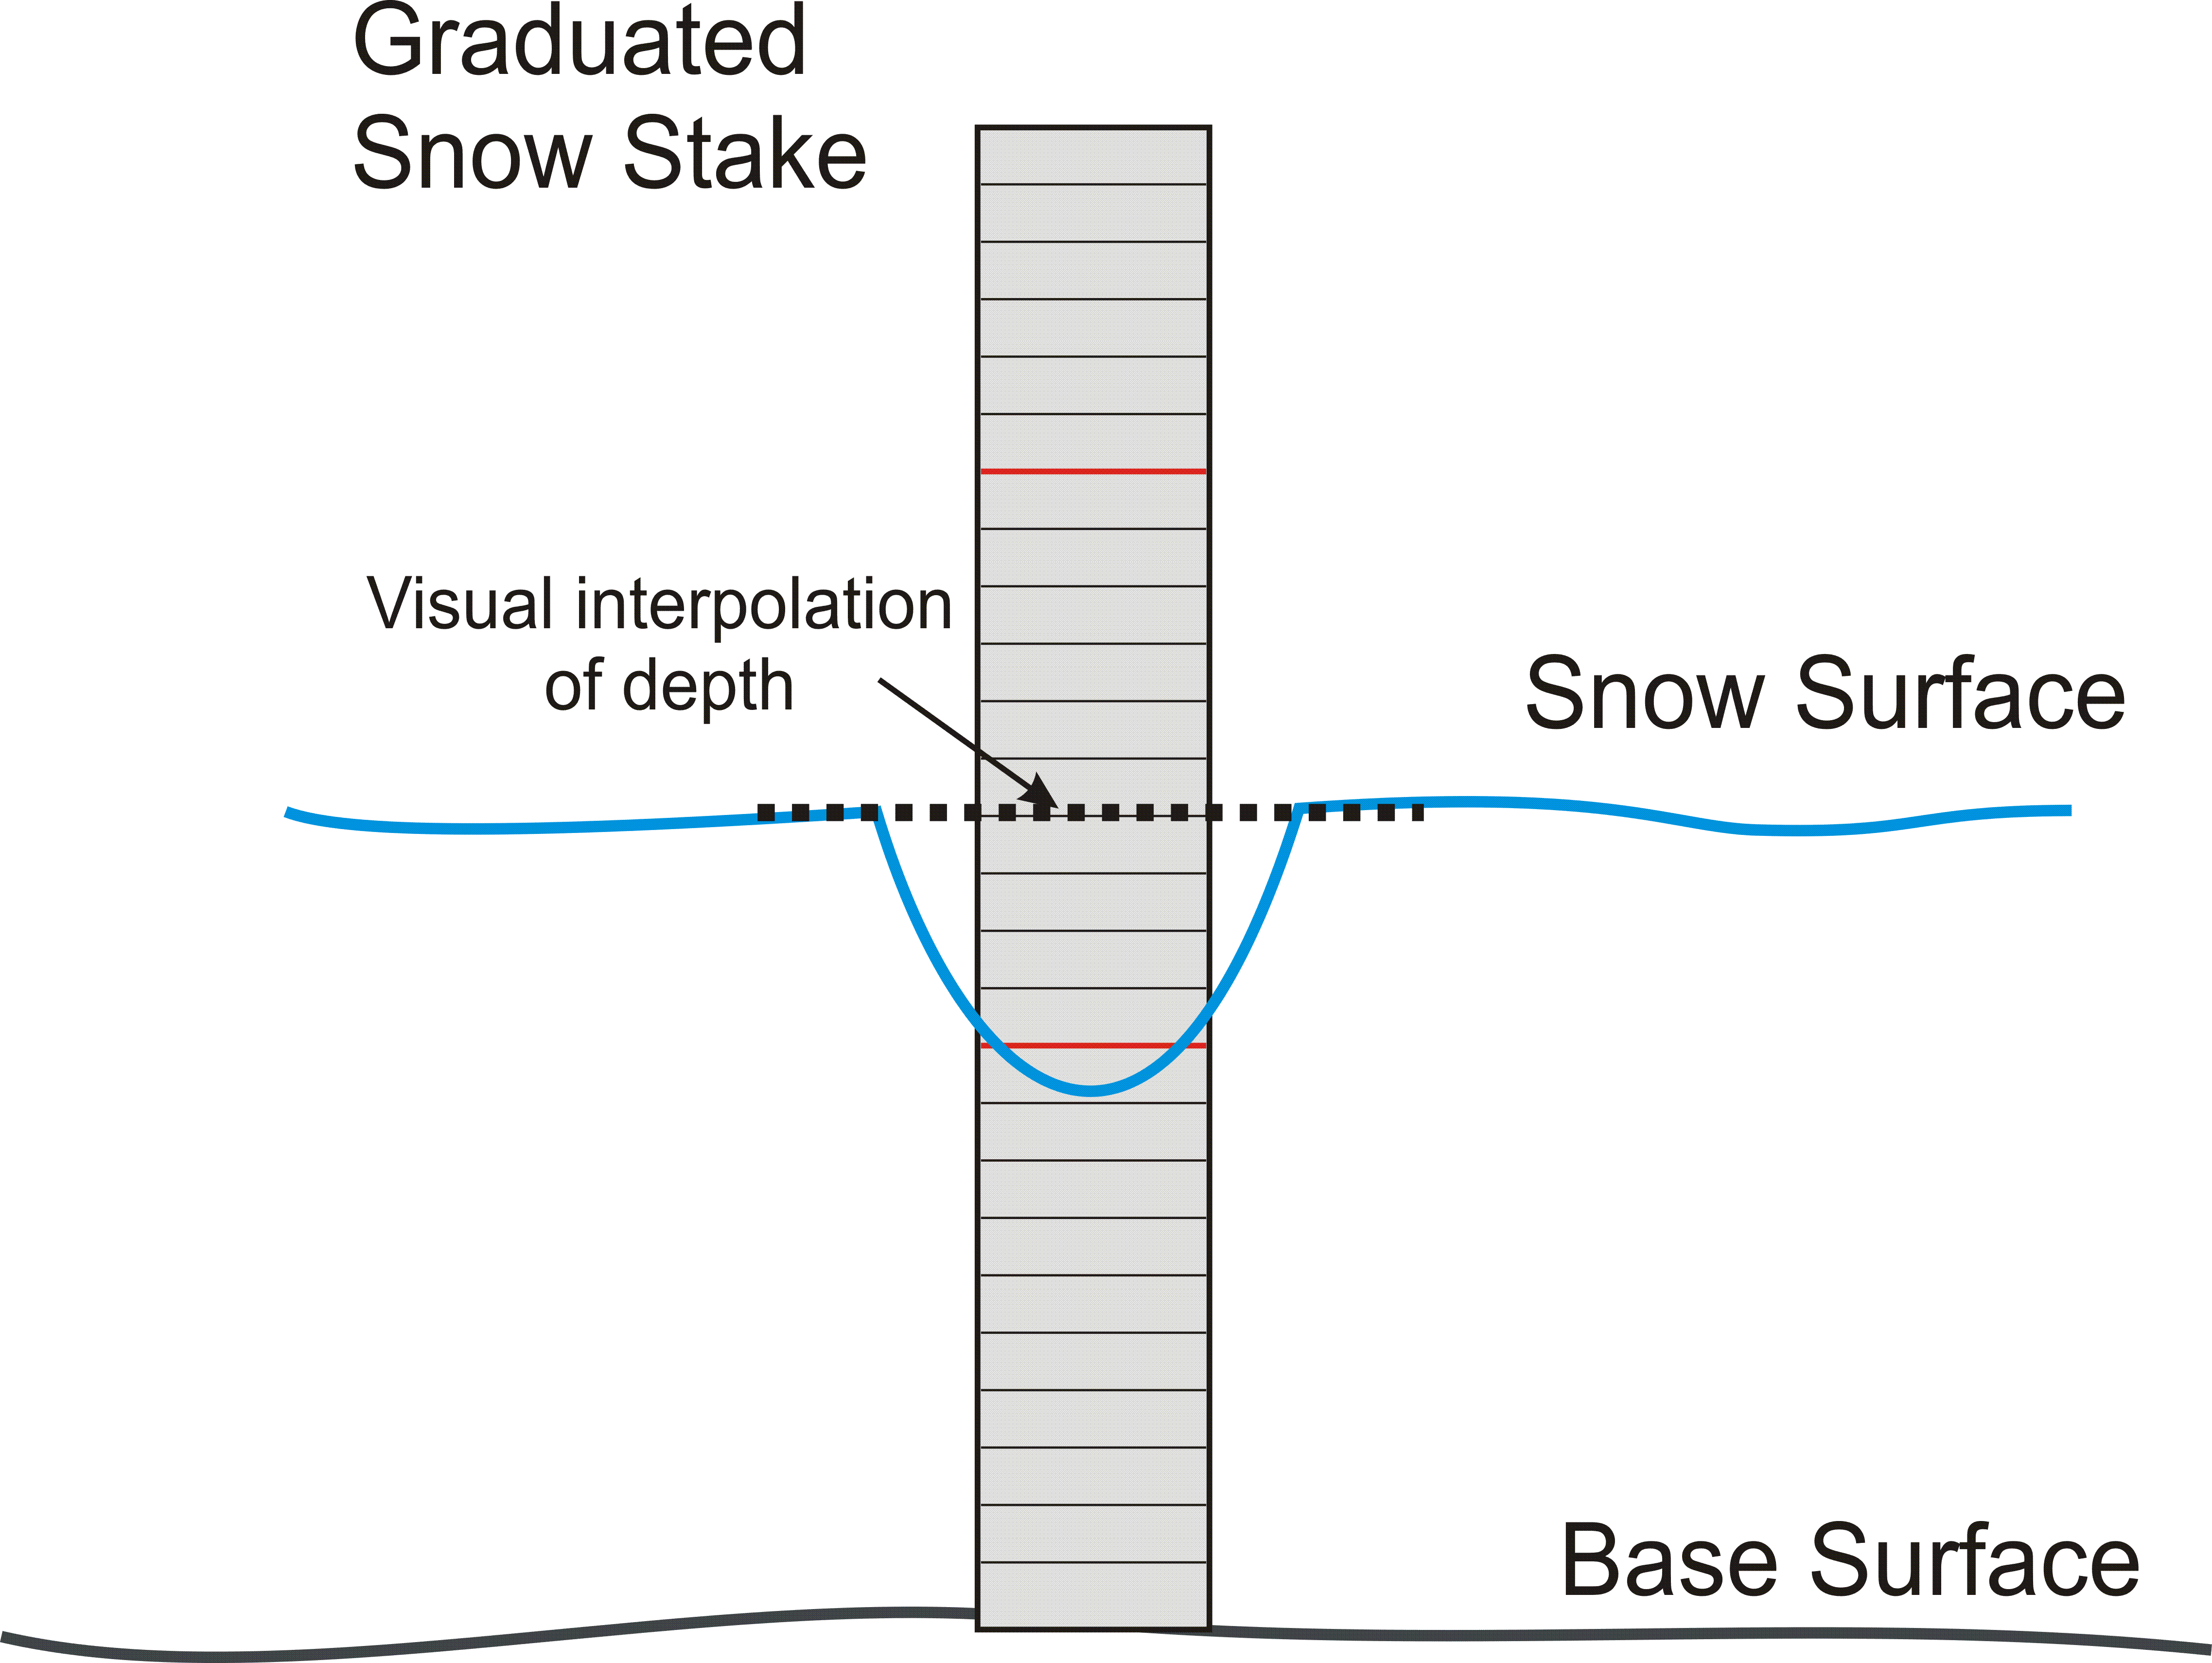 Graduated
Snow Stake
Visual interpolation
of depth
Snow Surface
Base Surface